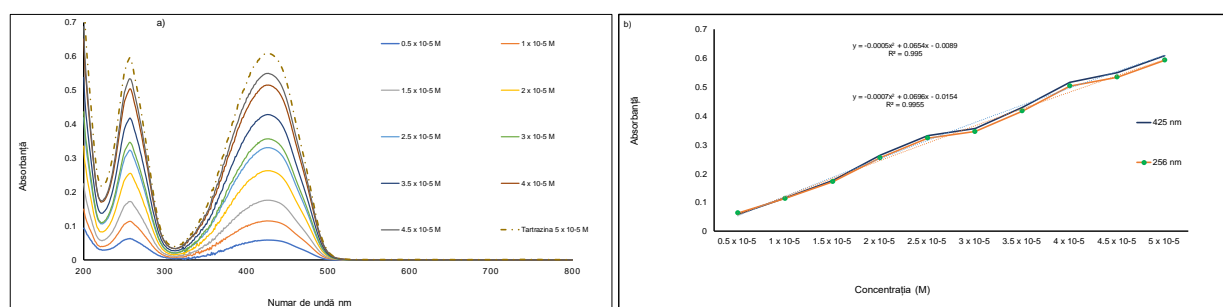 a)
Absorbanță
0.7
0.6
0.5
0.4
0.3
0.2
0.1
0
200 300 400 500 600 700 800
Numar de undă nm
0.5 x 10-5 M 1 x 10-5 M
1.5 x 10-5 M 2 x 10-5 M
2.5 x 10-5 M 3 x 10-5 M
3.5 x 10-5 M 4 x 10-5 M
4.5 x 10-5 M Tartrazina 5 x 10-5 M
b)
Absorbanță
0.7
0.6
0.5
0.4
0.3
0.2
0.1
0
y = -0.0005x² + 0.0654x - 0.0089
R² = 0.995
y = -0.0007x² + 0.0696x - 0.0154
R² = 0.9955
425 nm
256 nm
0.5 x 10-5 1 x 10-5 1.5 x 10-5 2 x 10-5 2.5 x 10-5 3 x 10-5 3.5 x 10-5 4 x 10-5 4.5 x 10-5 5 x 10-5
Concentrația (M)